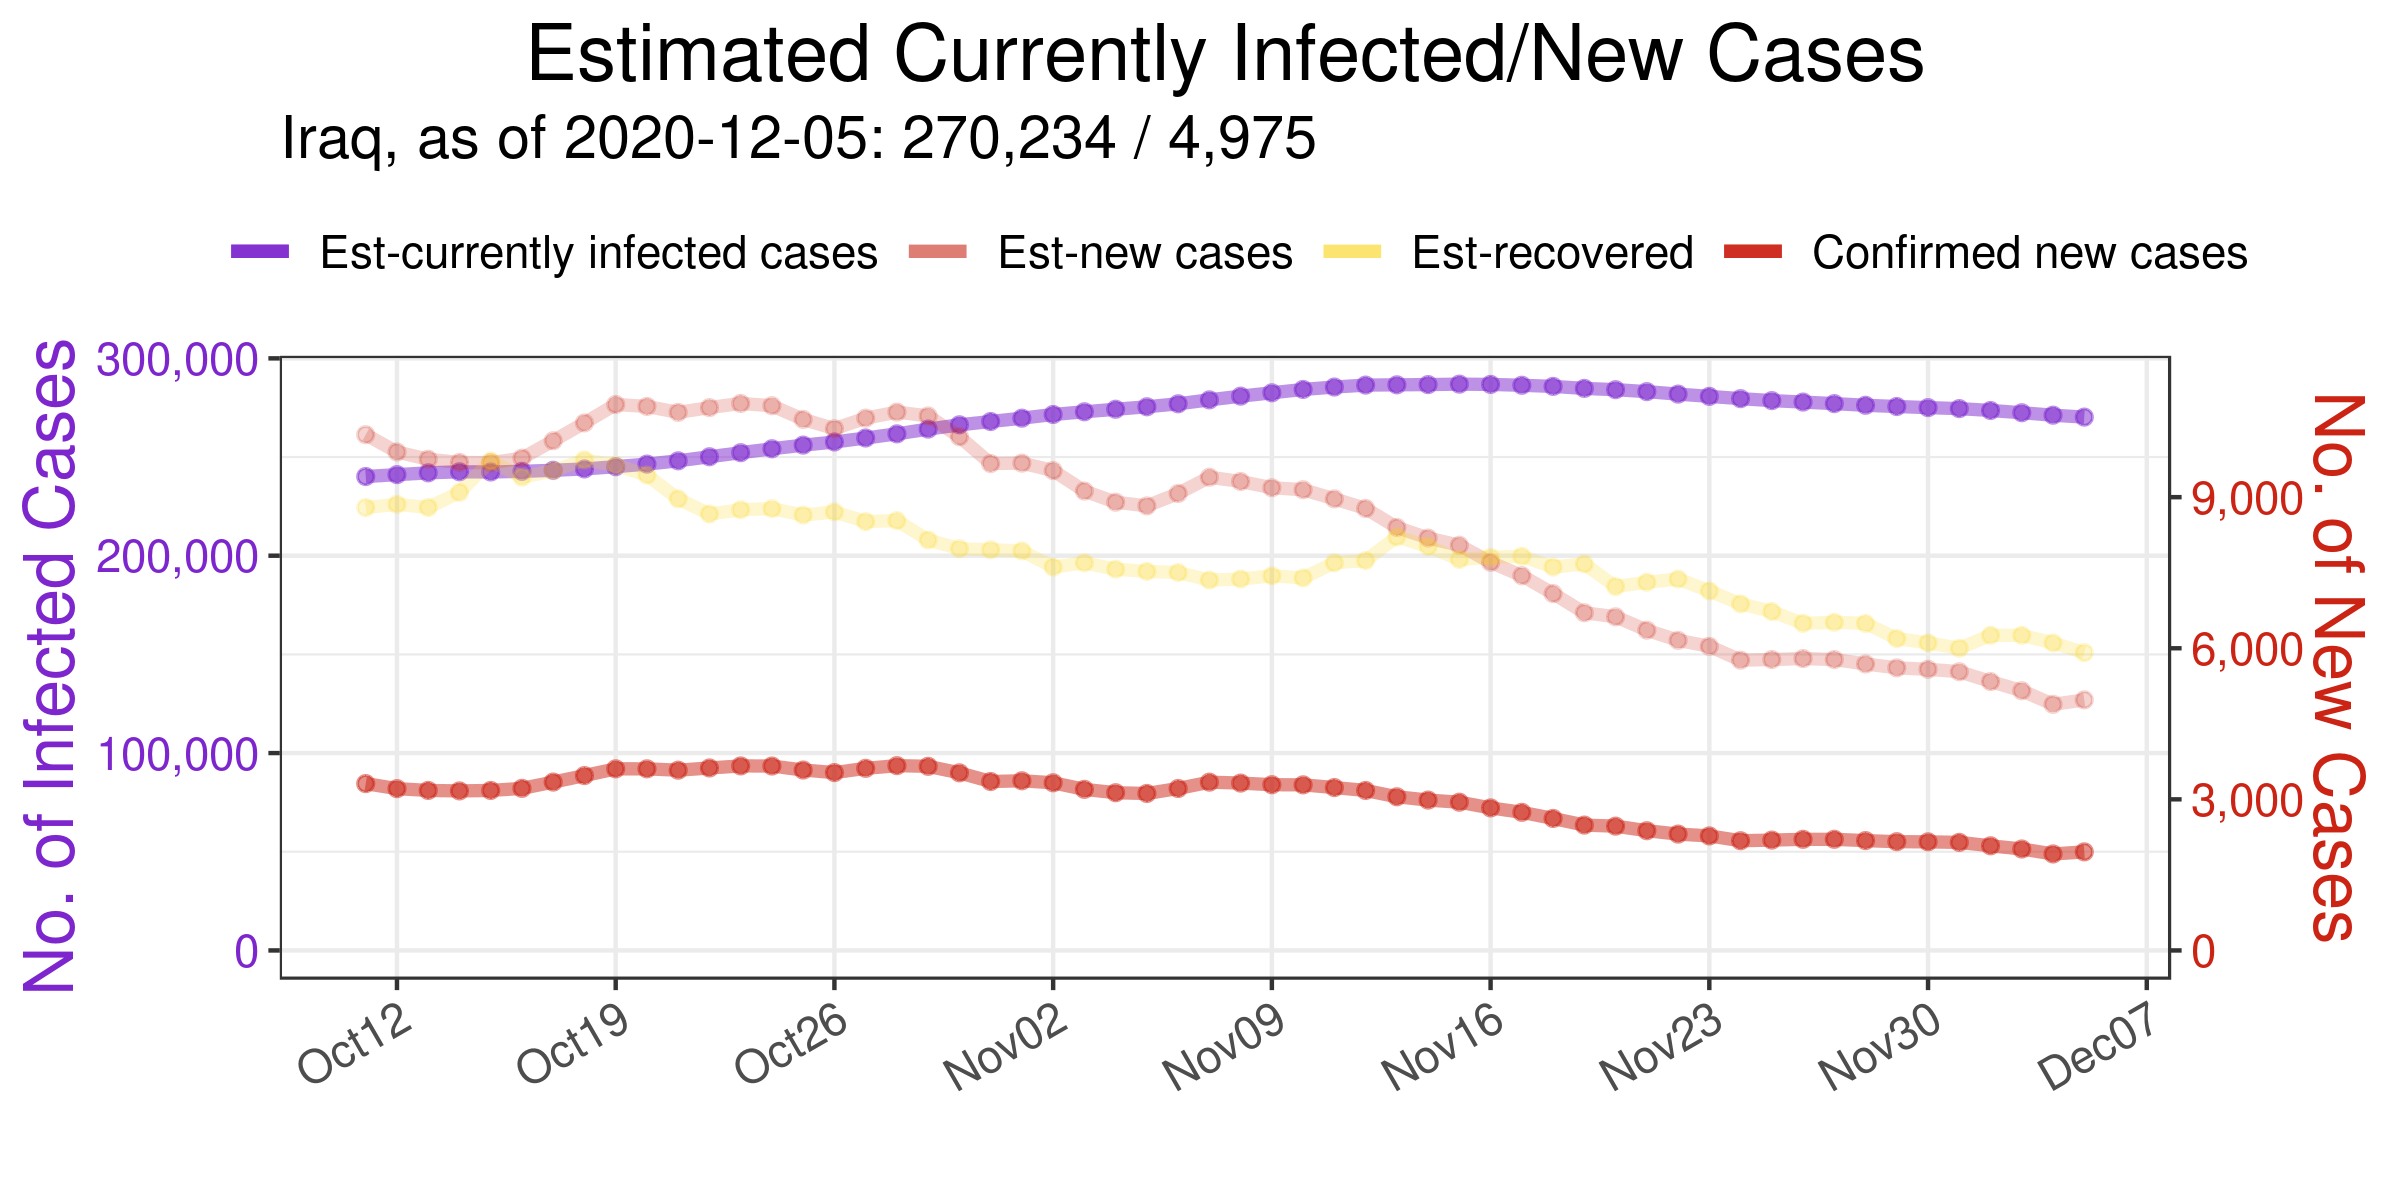 Estimated Currently Infected/New Cases
Iraq, as of 2020-12-05: 270,234 / 4,975
Est-currently infected cases Est-new cases Est-recovered Confirmed new cases
No. of Infected Cases
300,000
200,000
100,000
0
9,000
6,000
3,000
0
No. of New Cases
Oct12 Oct19 Oct26 Nov02 Nov09 Nov16 Nov23 Nov30 Dec07